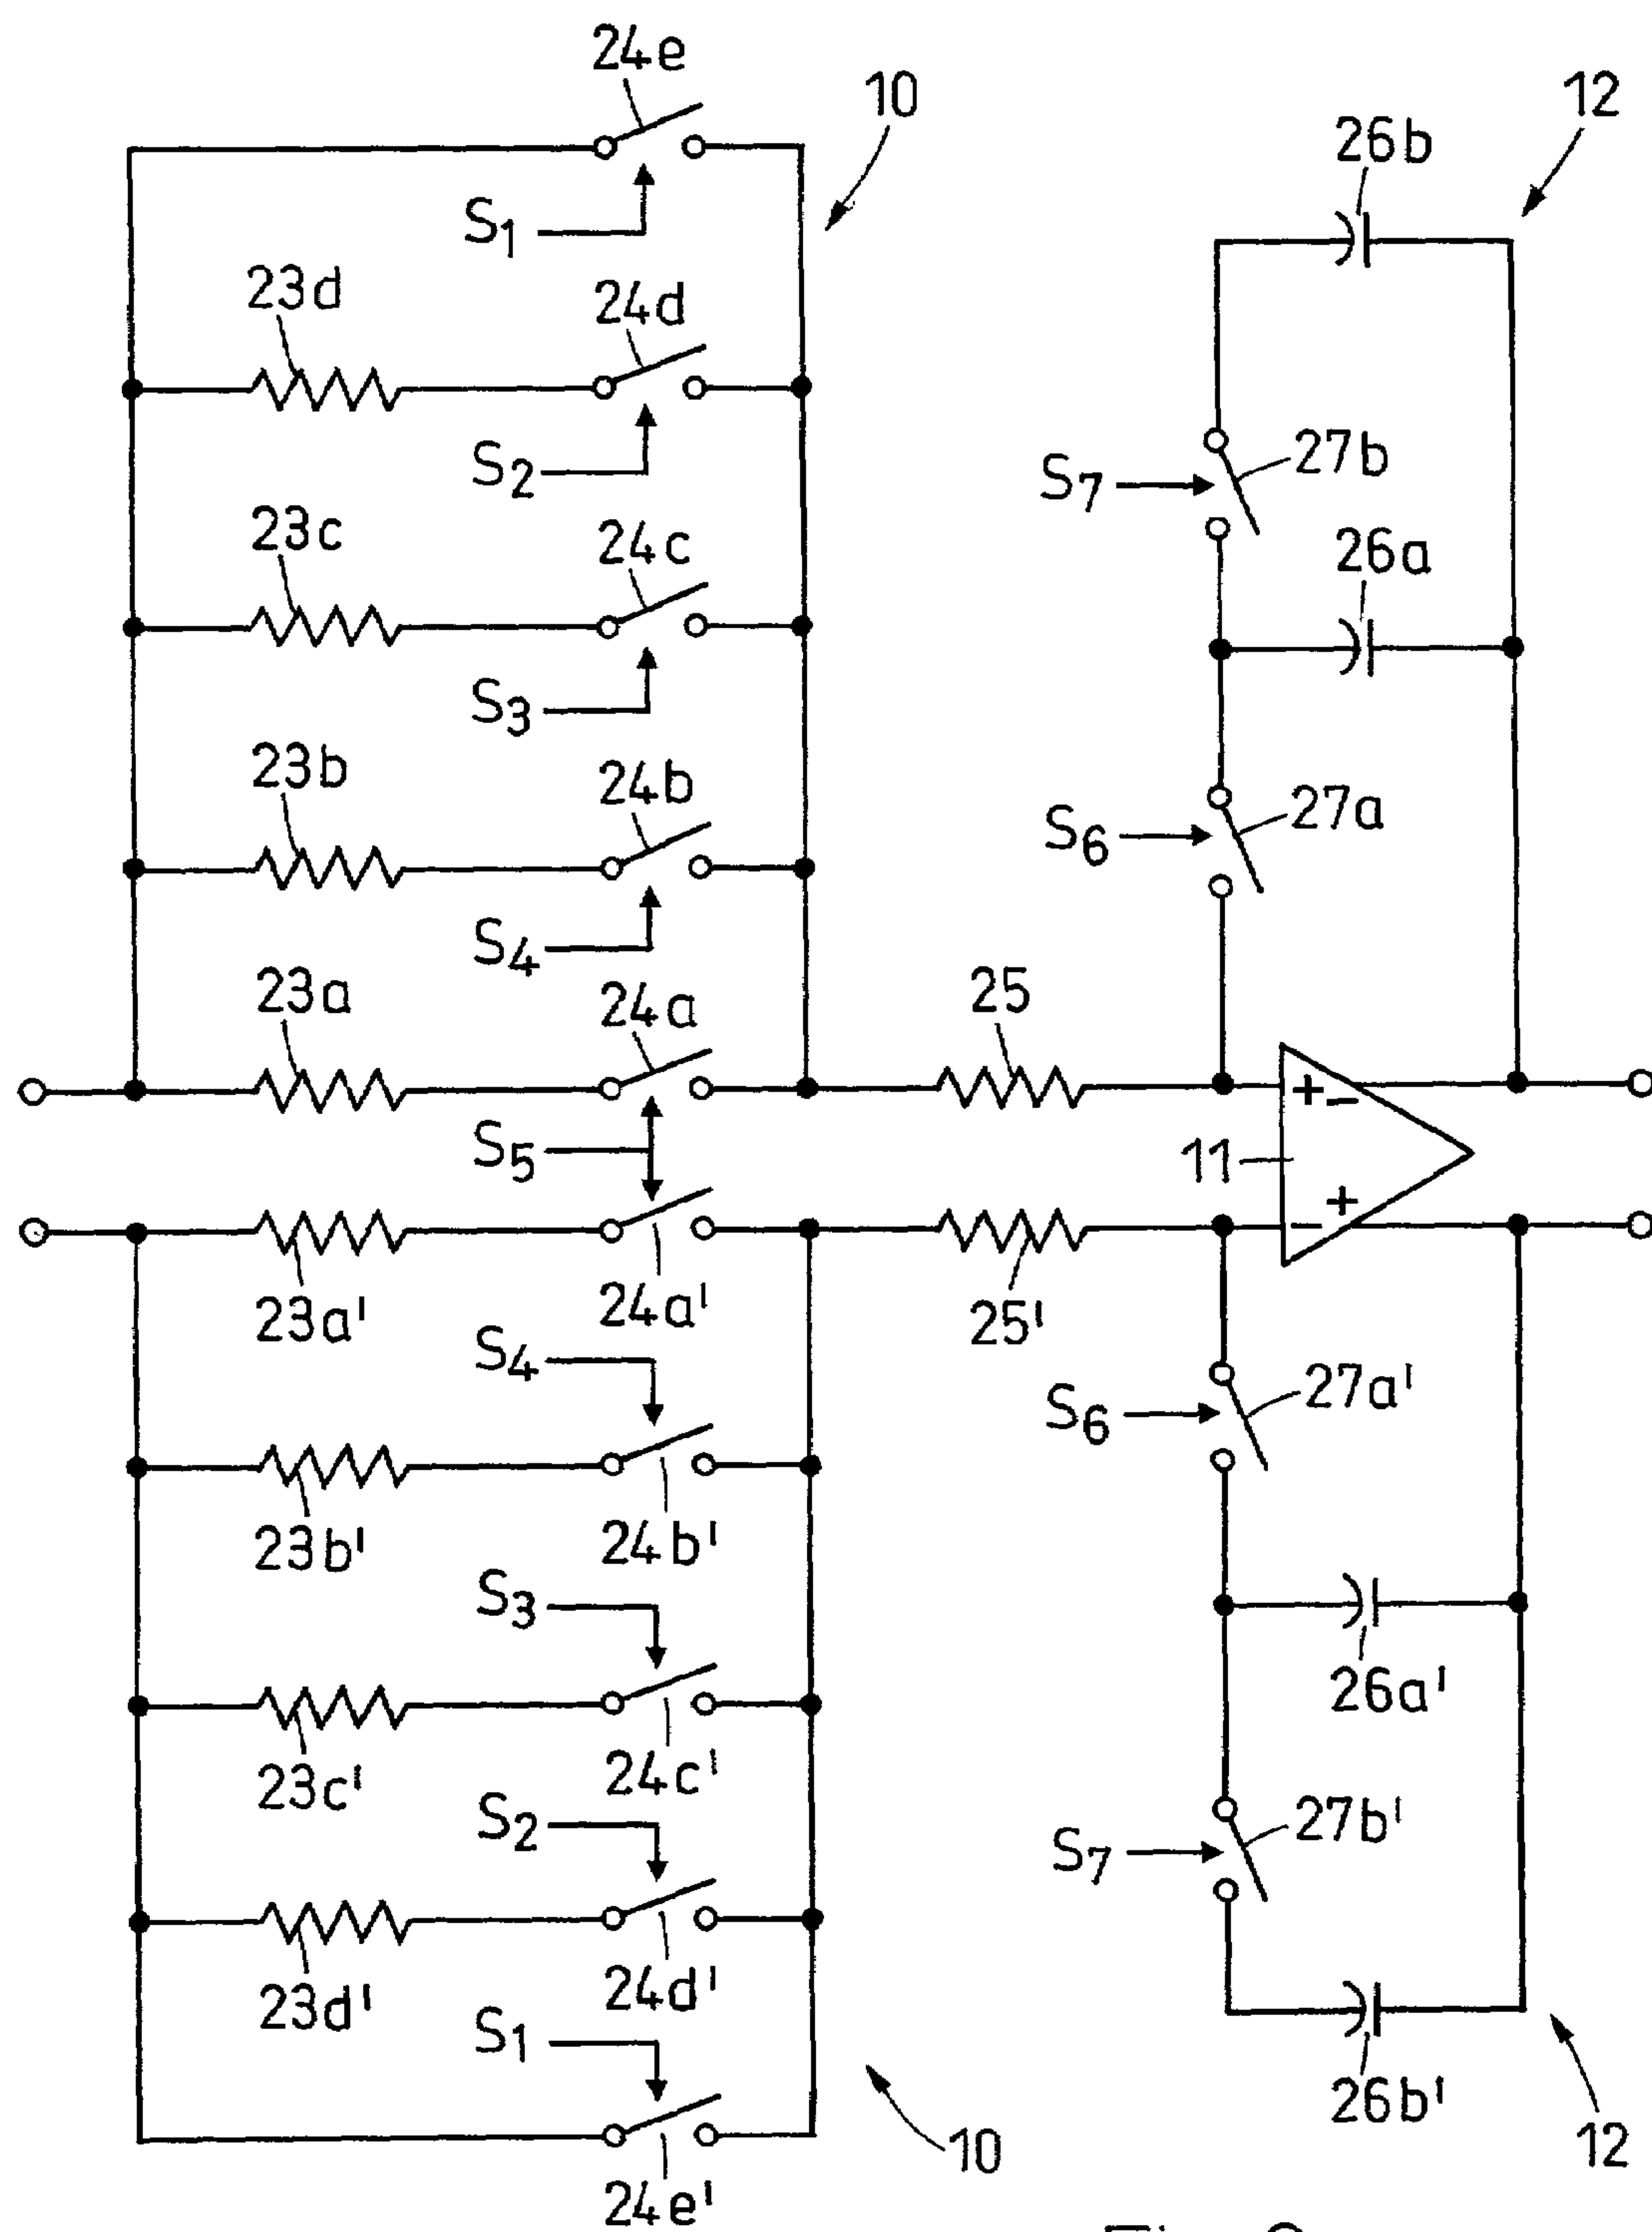 24e
10
12
26b
S1
23d
24d
S2
27b
S7
23c
24c
26a
S3
23b
24b
27a
S6
S4
23a
24a
25
+ −
S5
11
+
−
23a'
24a'
25'
S4
27a'
S6
23b'
24b'
S3
26a'
23c'
24c'
S2
27b'
S7
23d'
24d'
S1
26b'
10
12
24e'